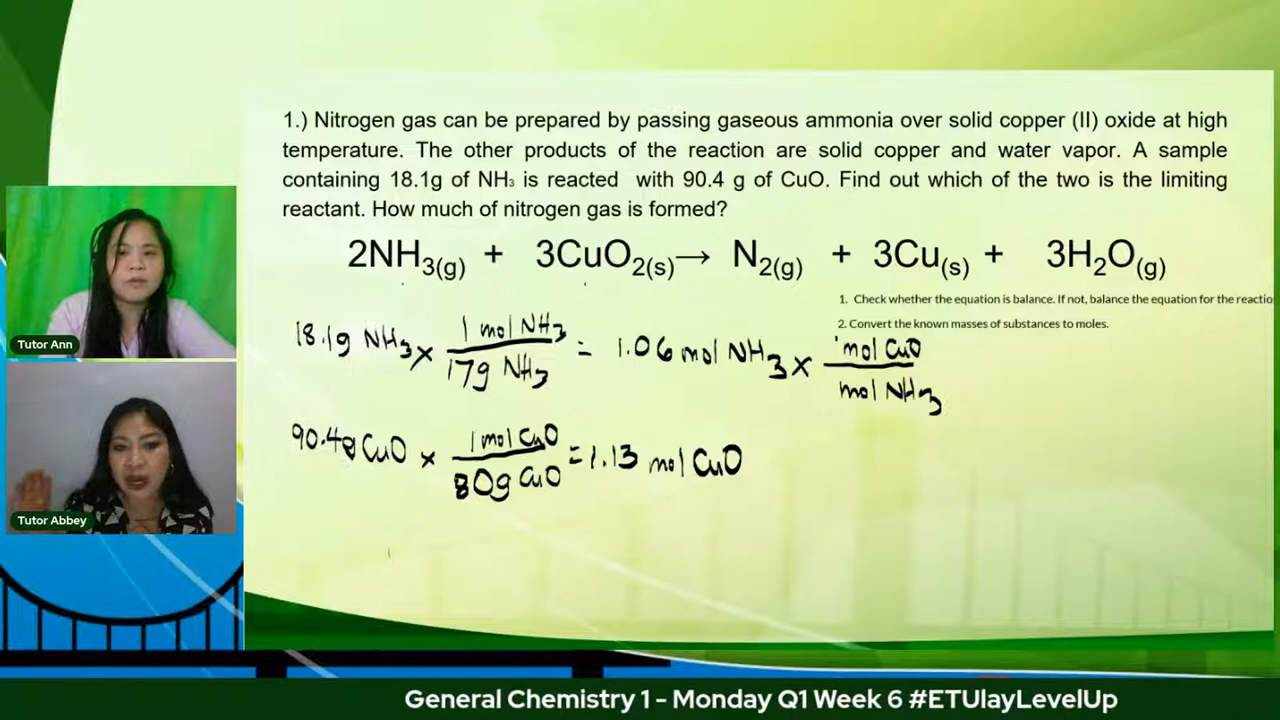 1.) Nitrogen gas can be prepared by passing gaseous ammonia over solid copper (II) oxide at high
temperature. The other products of the reaction are solid copper and water vapor. A sample
containing 18.1g of NH₃ is reacted with 90.4 g of CuO. Find out which of the two is the limiting
reactant. How much of nitrogen gas is formed?
2NH₃(g) + 3CuO₂(s)→ N₂(g) + 3Cu(s) + 3H₂O(g)
1. Check whether the equation is balance. If not, balance the equation for the reactio
2. Convert the known masses of substances to moles.
18.1g NH₃ x 1 mol NH₃ / 17g NH₃ = 1.06 mol NH₃ x mol CuO / mol NH₃
90.4g CuO x 1 mol CuO / 80g CuO = 1.13 mol CuO
Tutor Ann
Tutor Abbey
General Chemistry 1 - Monday Q1 Week 6 #ETUlayLevelUp